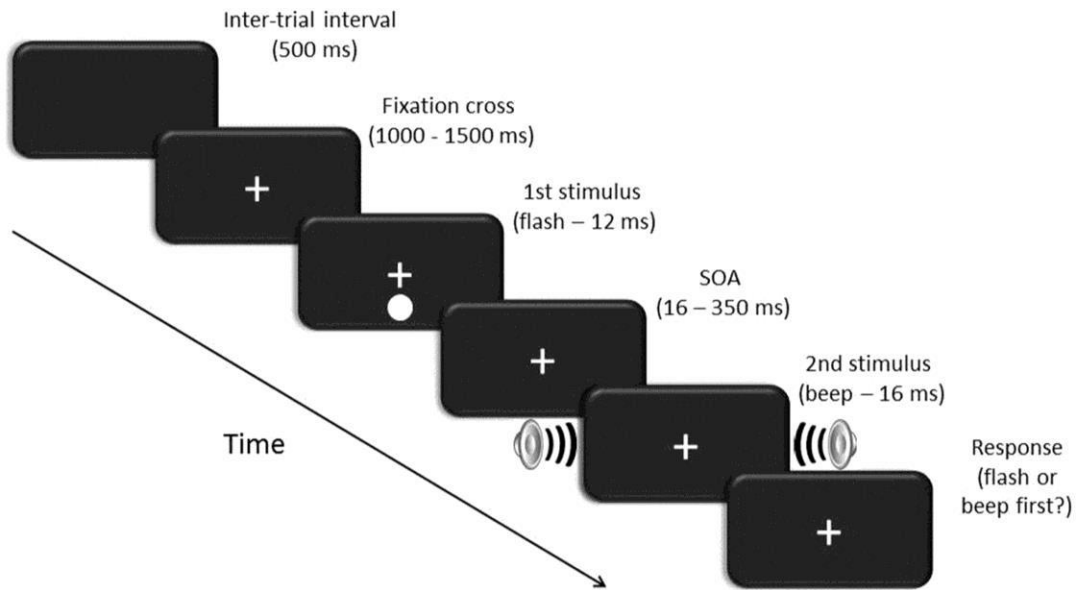 Inter-trial interval
(500 ms)
Fixation cross
(1000 - 1500 ms)
1st stimulus
(flash – 12 ms)
SOA
(16 – 350 ms)
2nd stimulus
(beep – 16 ms)
Time
Response
(flash or
beep first?)